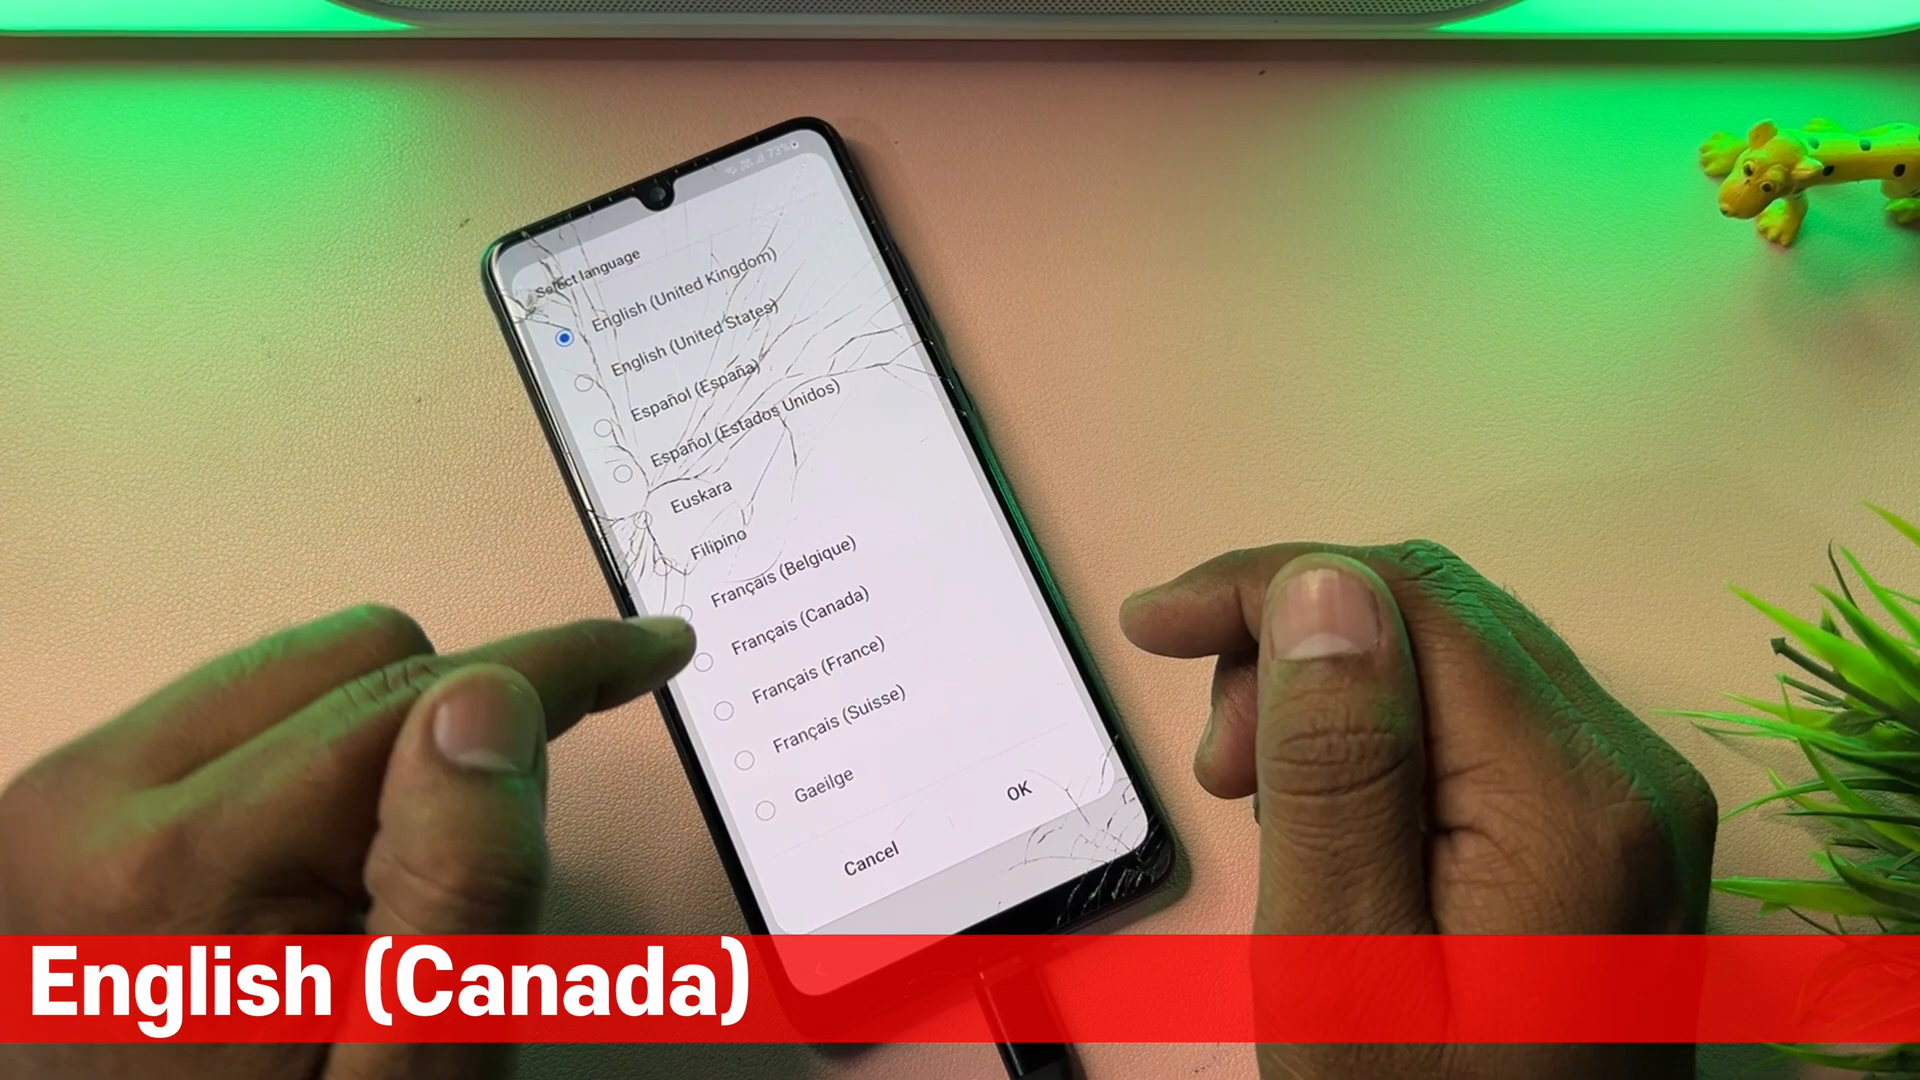 73%
Select language
English (United Kingdom)
English (United States)
Español (España)
Español (Estados Unidos)
Euskara
Filipino
Français (Belgique)
Français (Canada)
Français (France)
Français (Suisse)
Gaeilge
Cancel
OK
English (Canada)